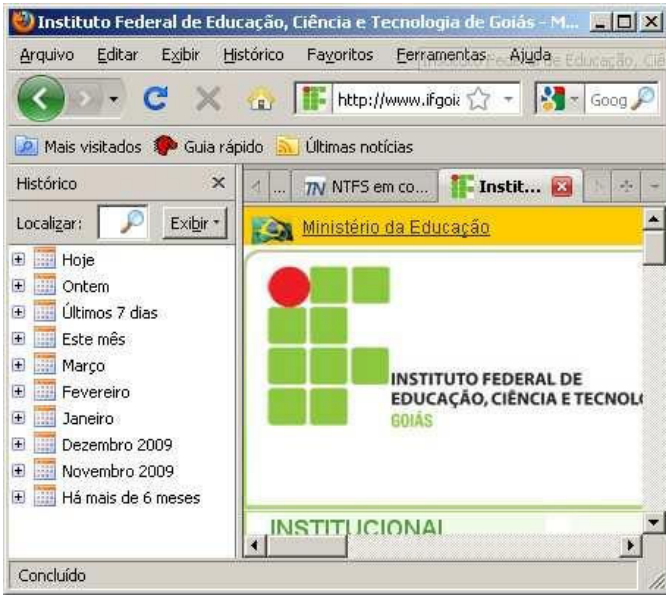 Instituto Federal de Educação, Ciência e Tecnologia de Goiás - M...
Arquivo Editar Exibir Histórico Favoritos Ferramentas Ajuda
http://www.ifgoiá
Goog
Mais visitados Guia rápido Últimas notícias
Histórico
Localizar:
Exibir
Hoje
Ontem
Últimos 7 dias
Este mês
Março
Fevereiro
Janeiro
Dezembro 2009
Novembro 2009
Há mais de 6 meses
...
TN NTFS em co...
Instit...
Ministério da Educação
INSTITUTO FEDERAL DE
EDUCAÇÃO, CIÊNCIA E TECNOL
GOIÁS
INSTITUCIONAL
Concluído